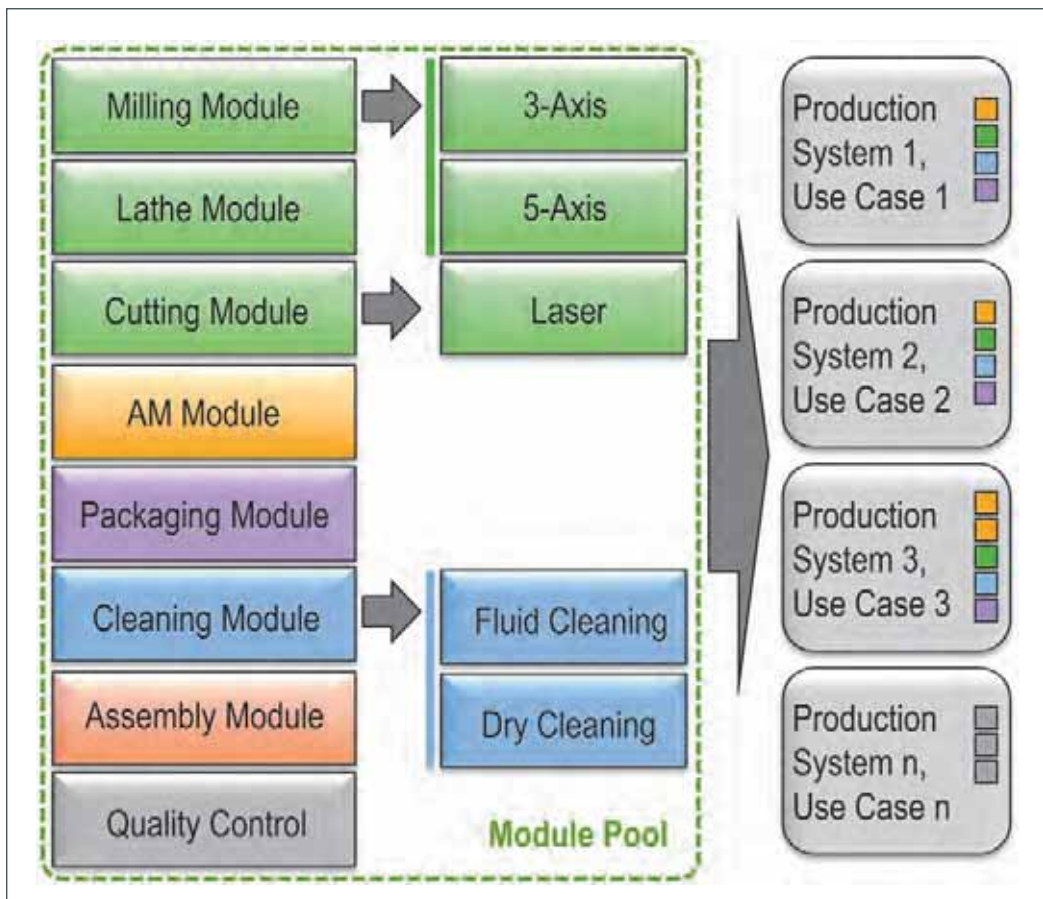 Milling Module
3-Axis
Lathe Module
5-Axis
Cutting Module
Laser
AM Module
Packaging Module
Cleaning Module
Fluid Cleaning
Assembly Module
Dry Cleaning
Quality Control
Module Pool
Production
System 1,
Use Case 1
Production
System 2,
Use Case 2
Production
System 3,
Use Case 3
Production
System n,
Use Case n